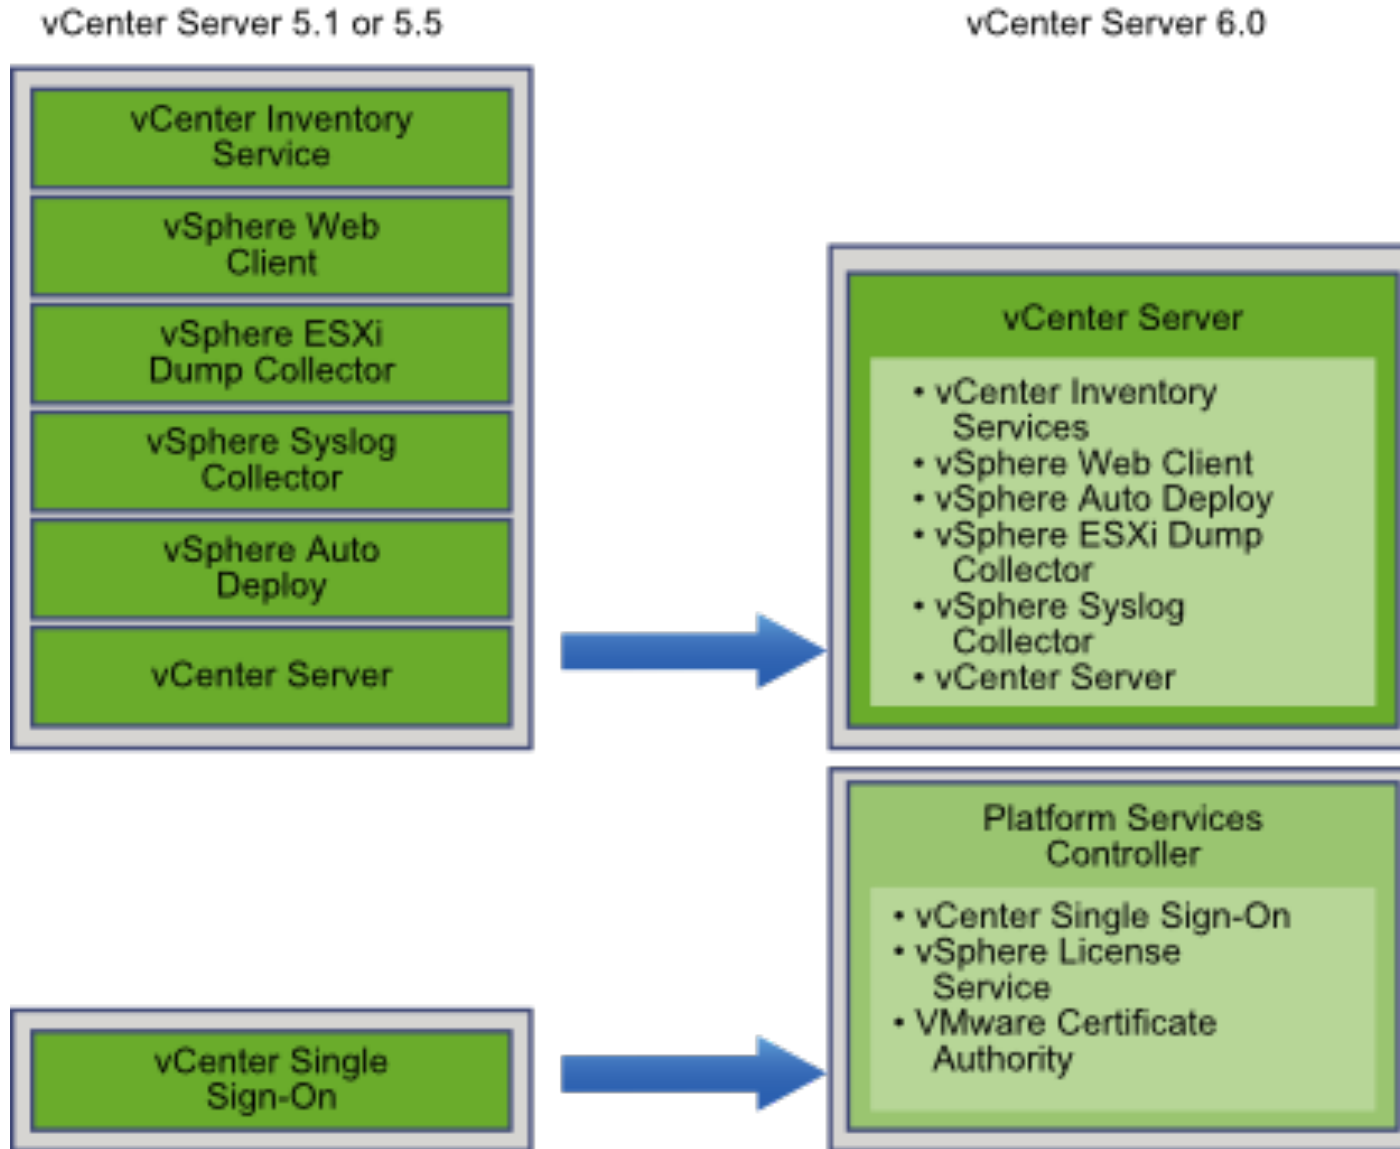 vCenter Server 5.1 or 5.5
vCenter Inventory
Service
vSphere Web
Client
vSphere ESXi
Dump Collector
vSphere Syslog
Collector
vSphere Auto
Deploy
vCenter Server
vCenter Single
Sign-On
vCenter Server 6.0
vCenter Server
• vCenter Inventory
Services
• vSphere Web Client
• vSphere Auto Deploy
• vSphere ESXi Dump
Collector
• vSphere Syslog
Collector
• vCenter Server
Platform Services
Controller
• vCenter Single Sign-On
• vSphere License
Service
• VMware Certificate
Authority